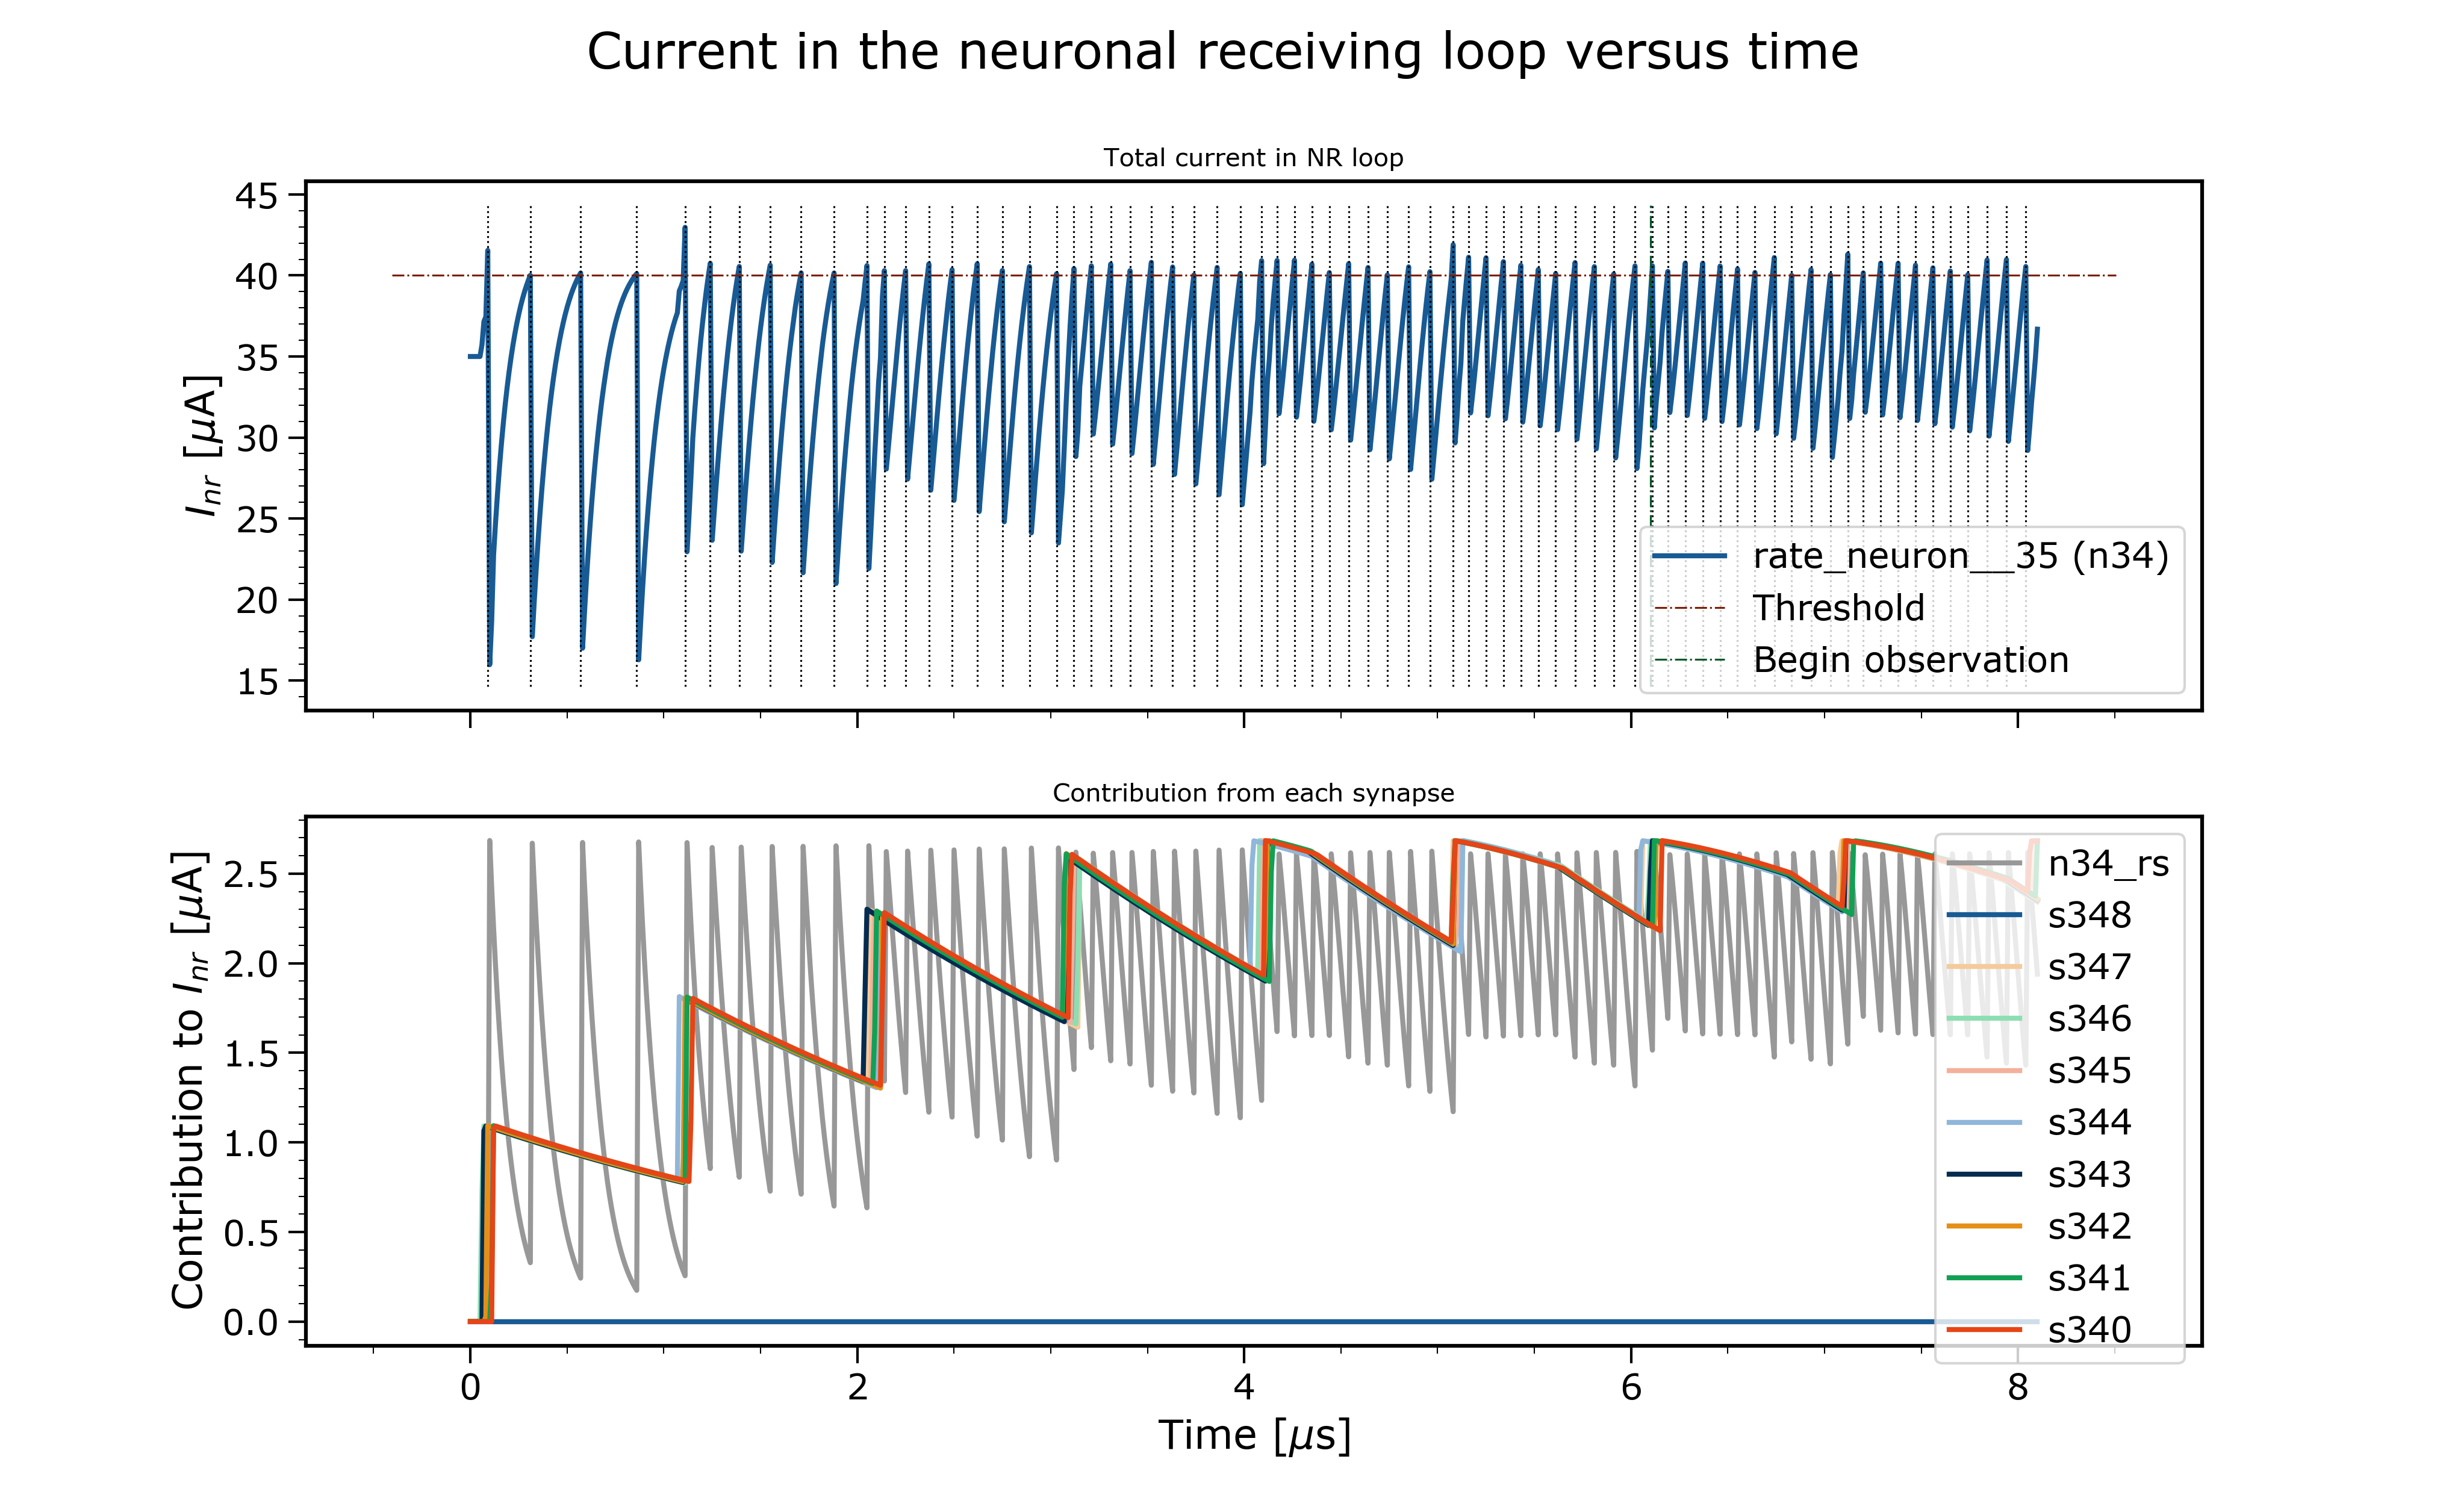 Current in the neuronal receiving loop versus time
Total current in NR loop
45
40
35
30
25
20
15
I_nr [μA]
rate_neuron__35 (n34)
Threshold
Begin observation
Contribution from each synapse
2.5
2.0
1.5
1.0
0.5
0.0
Contribution to I_nr [μA]
n34_rs
s348
s347
s346
s345
s344
s343
s342
s341
s340
0 2 4 6 8
Time [μs]